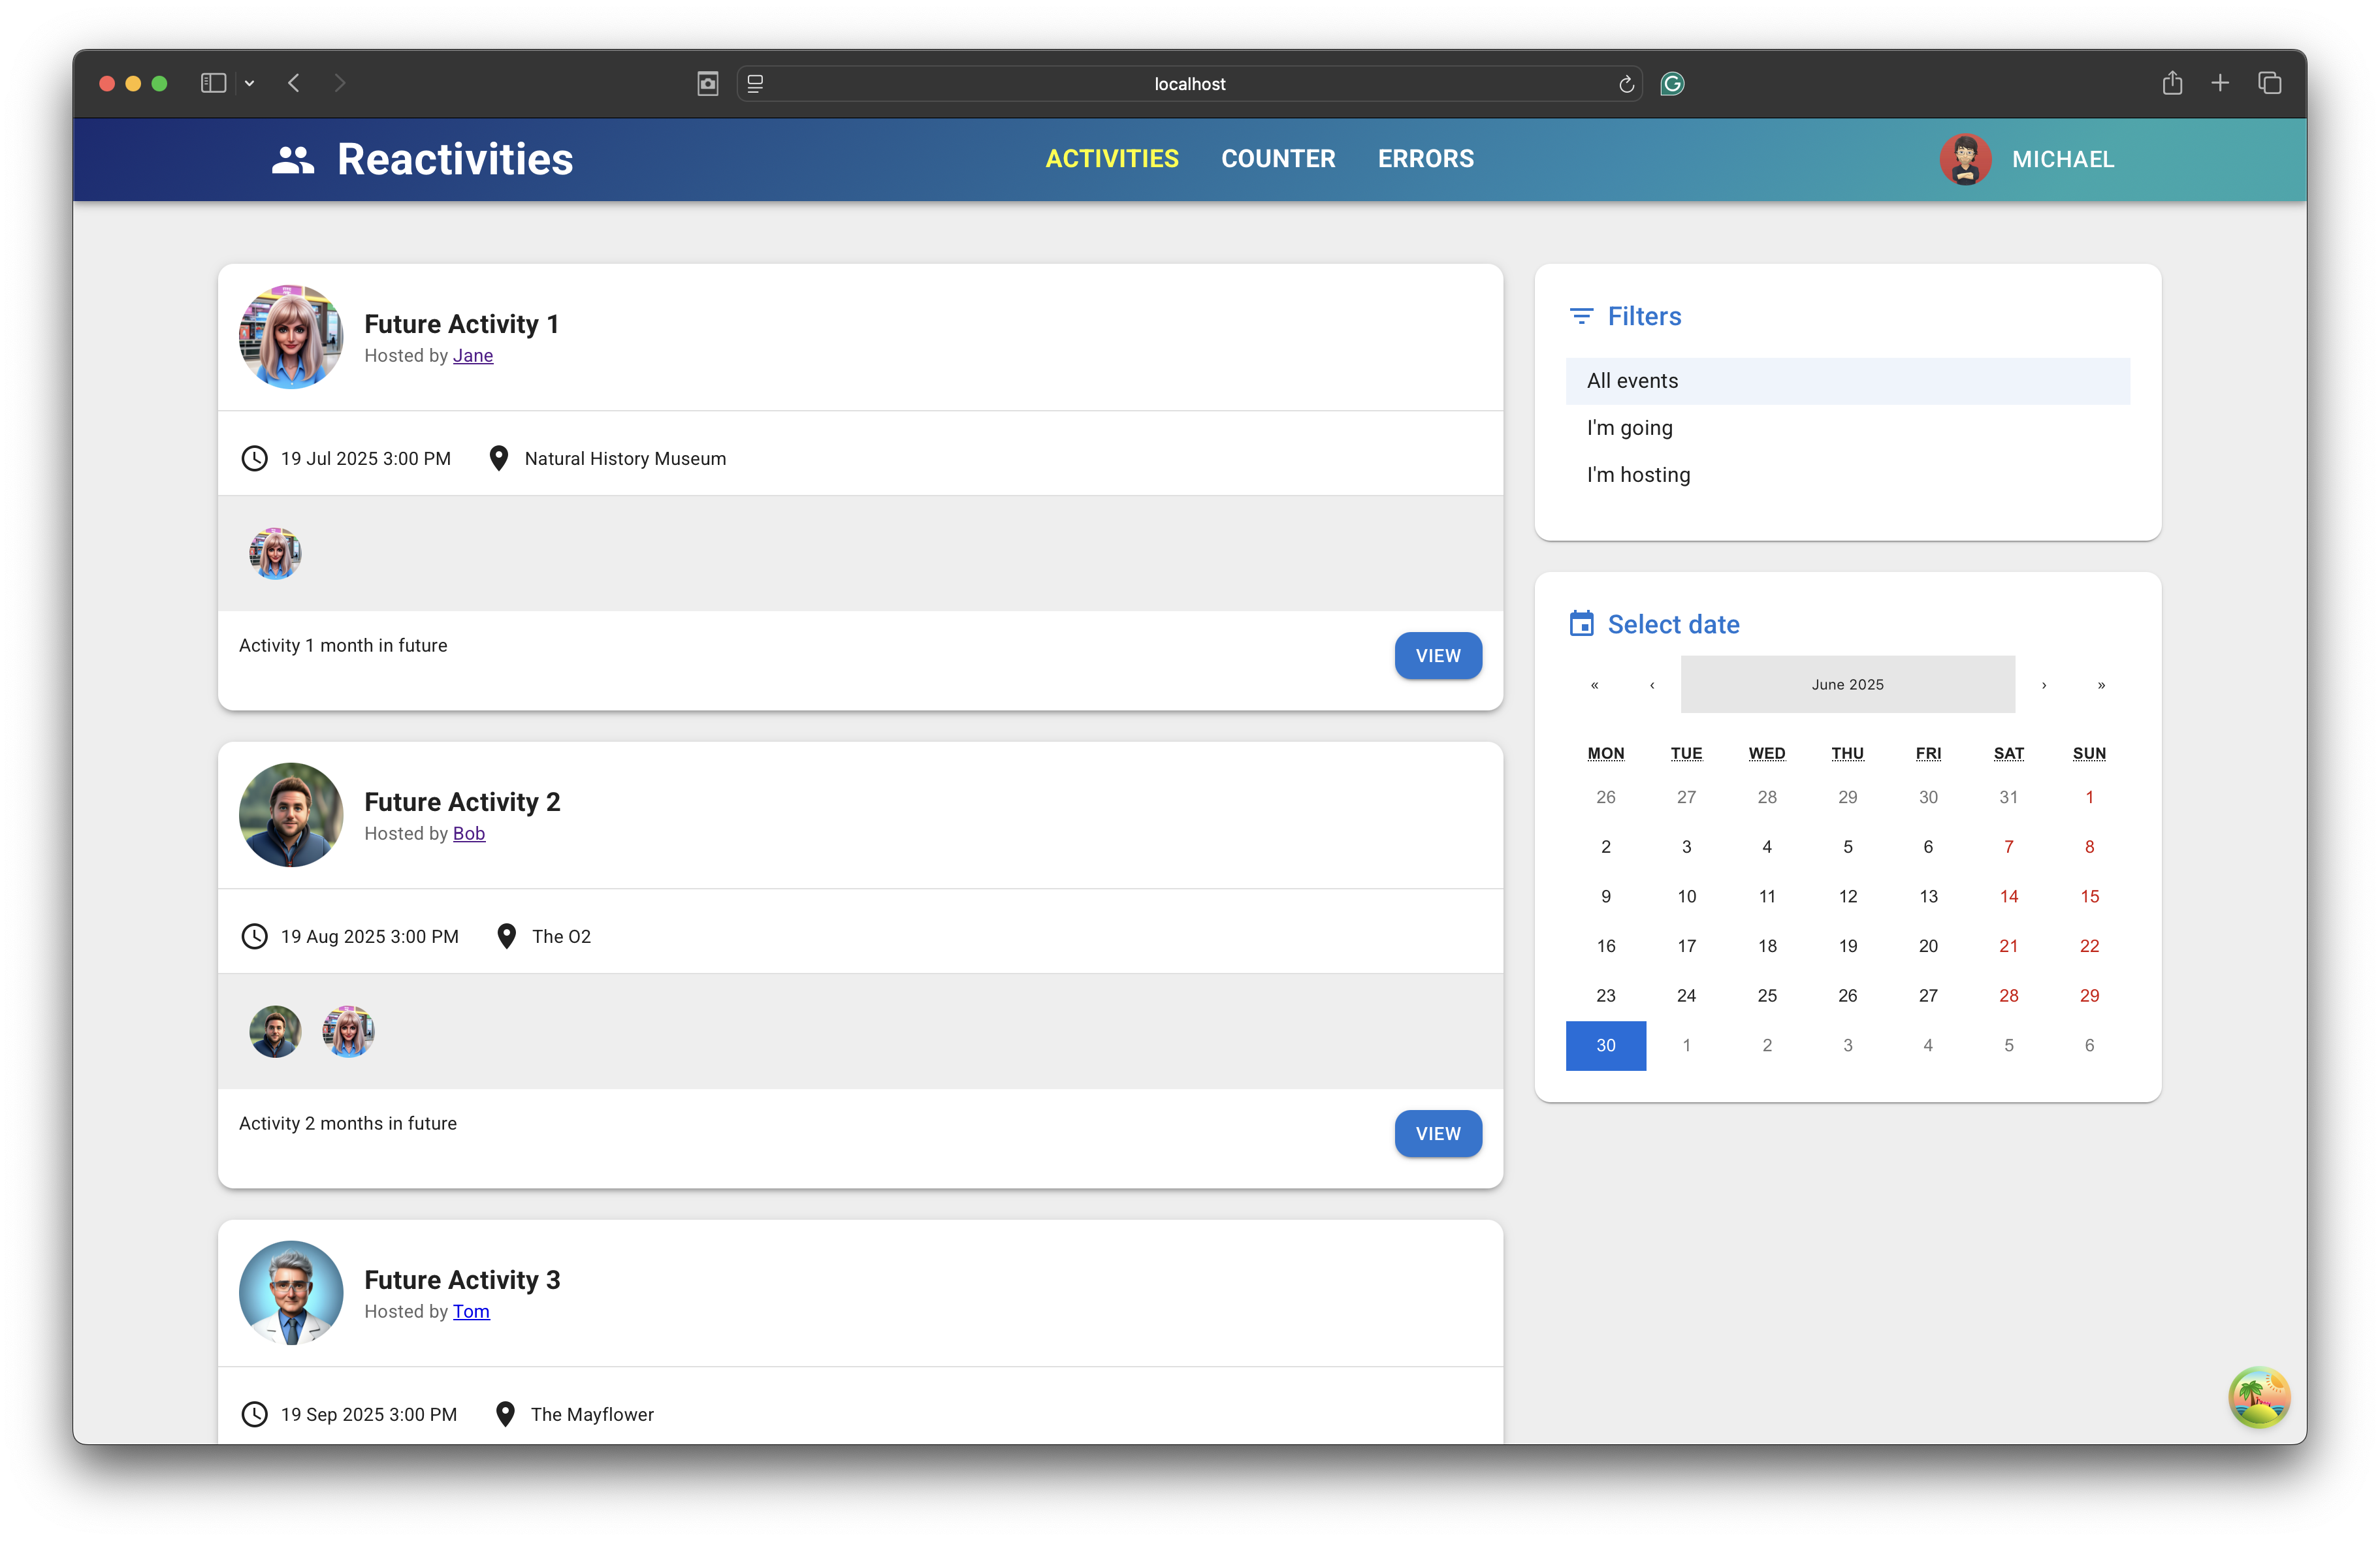 localhost
Reactivities
ACTIVITIES COUNTER ERRORS
MICHAEL
Future Activity 1
Hosted by Jane
19 Jul 2025 3:00 PM Natural History Museum
Activity 1 month in future
VIEW
Future Activity 2
Hosted by Bob
19 Aug 2025 3:00 PM The O2
Activity 2 months in future
VIEW
Future Activity 3
Hosted by Tom
19 Sep 2025 3:00 PM The Mayflower
Filters
All events
I'm going
I'm hosting
Select date
« ‹ June 2025 › »
MON TUE WED THU FRI SAT SUN
26 27 28 29 30 31 1
2 3 4 5 6 7 8
9 10 11 12 13 14 15
16 17 18 19 20 21 22
23 24 25 26 27 28 29
30 1 2 3 4 5 6